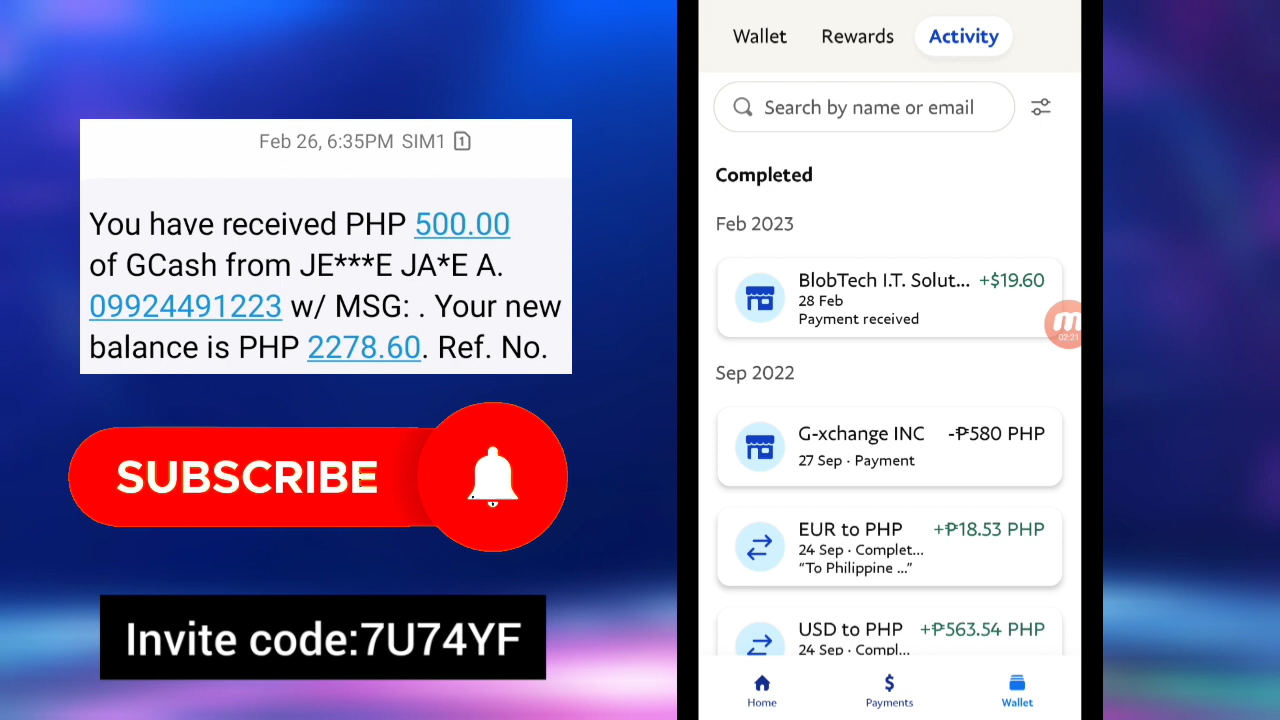 Feb 26, 6:35PM SIM1 1
You have received PHP 500.00
of GCash from JE***E JA*E A.
09924491223 w/ MSG: . Your new
balance is PHP 2278.60. Ref. No.
SUBSCRIBE
Invite code:7U74YF
Wallet Rewards Activity
Search by name or email
Completed
Feb 2023
BlobTech I.T. Solut... +$19.60
28 Feb
Payment received
02:21
Sep 2022
G-xchange INC -₱580 PHP
27 Sep · Payment
EUR to PHP +₱18.53 PHP
24 Sep · Complet...
“To Philippine ...”
USD to PHP +₱563.54 PHP
24 Sep · Compl...
Home Payments Wallet